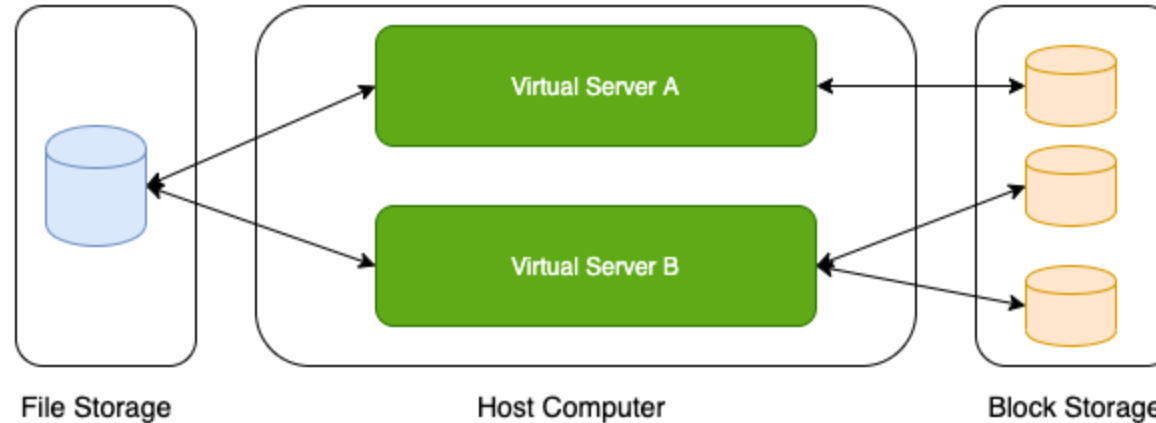 Virtual Server A
Virtual Server B
File Storage
Host Computer
Block Storage